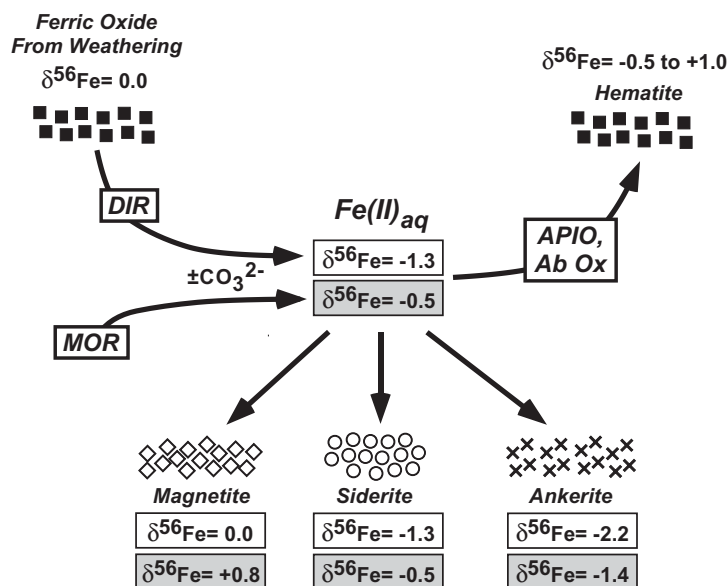 Ferric Oxide
From Weathering
δ⁵⁶Fe= 0.0
δ⁵⁶Fe= -0.5 to +1.0
Hematite
DIR
Fe(II)aq
δ⁵⁶Fe= -1.3
±CO₃²⁻
δ⁵⁶Fe= -0.5
APIO,
Ab Ox
MOR
Magnetite
δ⁵⁶Fe= 0.0
δ⁵⁶Fe= +0.8
Siderite
δ⁵⁶Fe= -1.3
δ⁵⁶Fe= -0.5
Ankerite
δ⁵⁶Fe= -2.2
δ⁵⁶Fe= -1.4